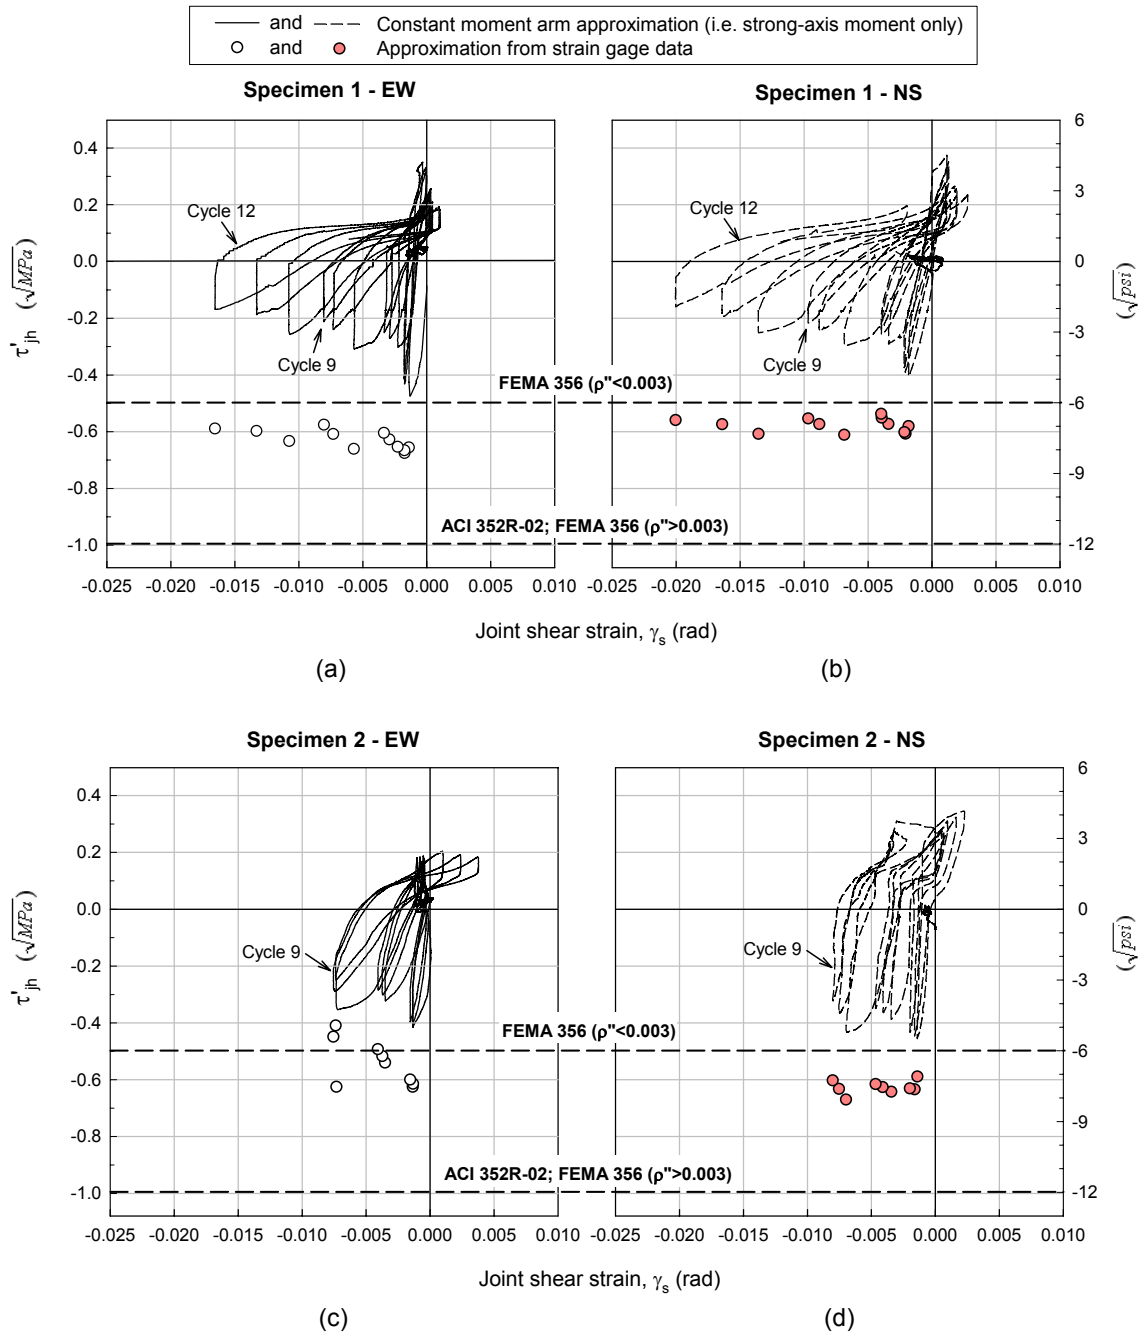 and Constant moment arm approximation (i.e. strong-axis moment only)
and Approximation from strain gage data
Specimen 1 - EW
Specimen 1 - NS
0.4
0.2
0.0
-0.2
-0.4
-0.6
-0.8
-1.0
τ'jh (√MPa)
Cycle 12
Cycle 9
Cycle 12
Cycle 9
6
3
0
-3
-6
-9
-12
(√psi)
FEMA 356 (ρ"<0.003)
ACI 352R-02; FEMA 356 (ρ">0.003)
-0.025 -0.020 -0.015 -0.010 -0.005 0.000 0.005 0.010
-0.025 -0.020 -0.015 -0.010 -0.005 0.000 0.005 0.010
Joint shear strain, γs (rad)
(a)
(b)
Specimen 2 - EW
Specimen 2 - NS
0.4
0.2
0.0
-0.2
-0.4
-0.6
-0.8
-1.0
τ'jh (√MPa)
Cycle 9
Cycle 9
6
3
0
-3
-6
-9
-12
(√psi)
FEMA 356 (ρ"<0.003)
ACI 352R-02; FEMA 356 (ρ">0.003)
-0.025 -0.020 -0.015 -0.010 -0.005 0.000 0.005 0.010
-0.025 -0.020 -0.015 -0.010 -0.005 0.000 0.005 0.010
Joint shear strain, γs (rad)
(c)
(d)